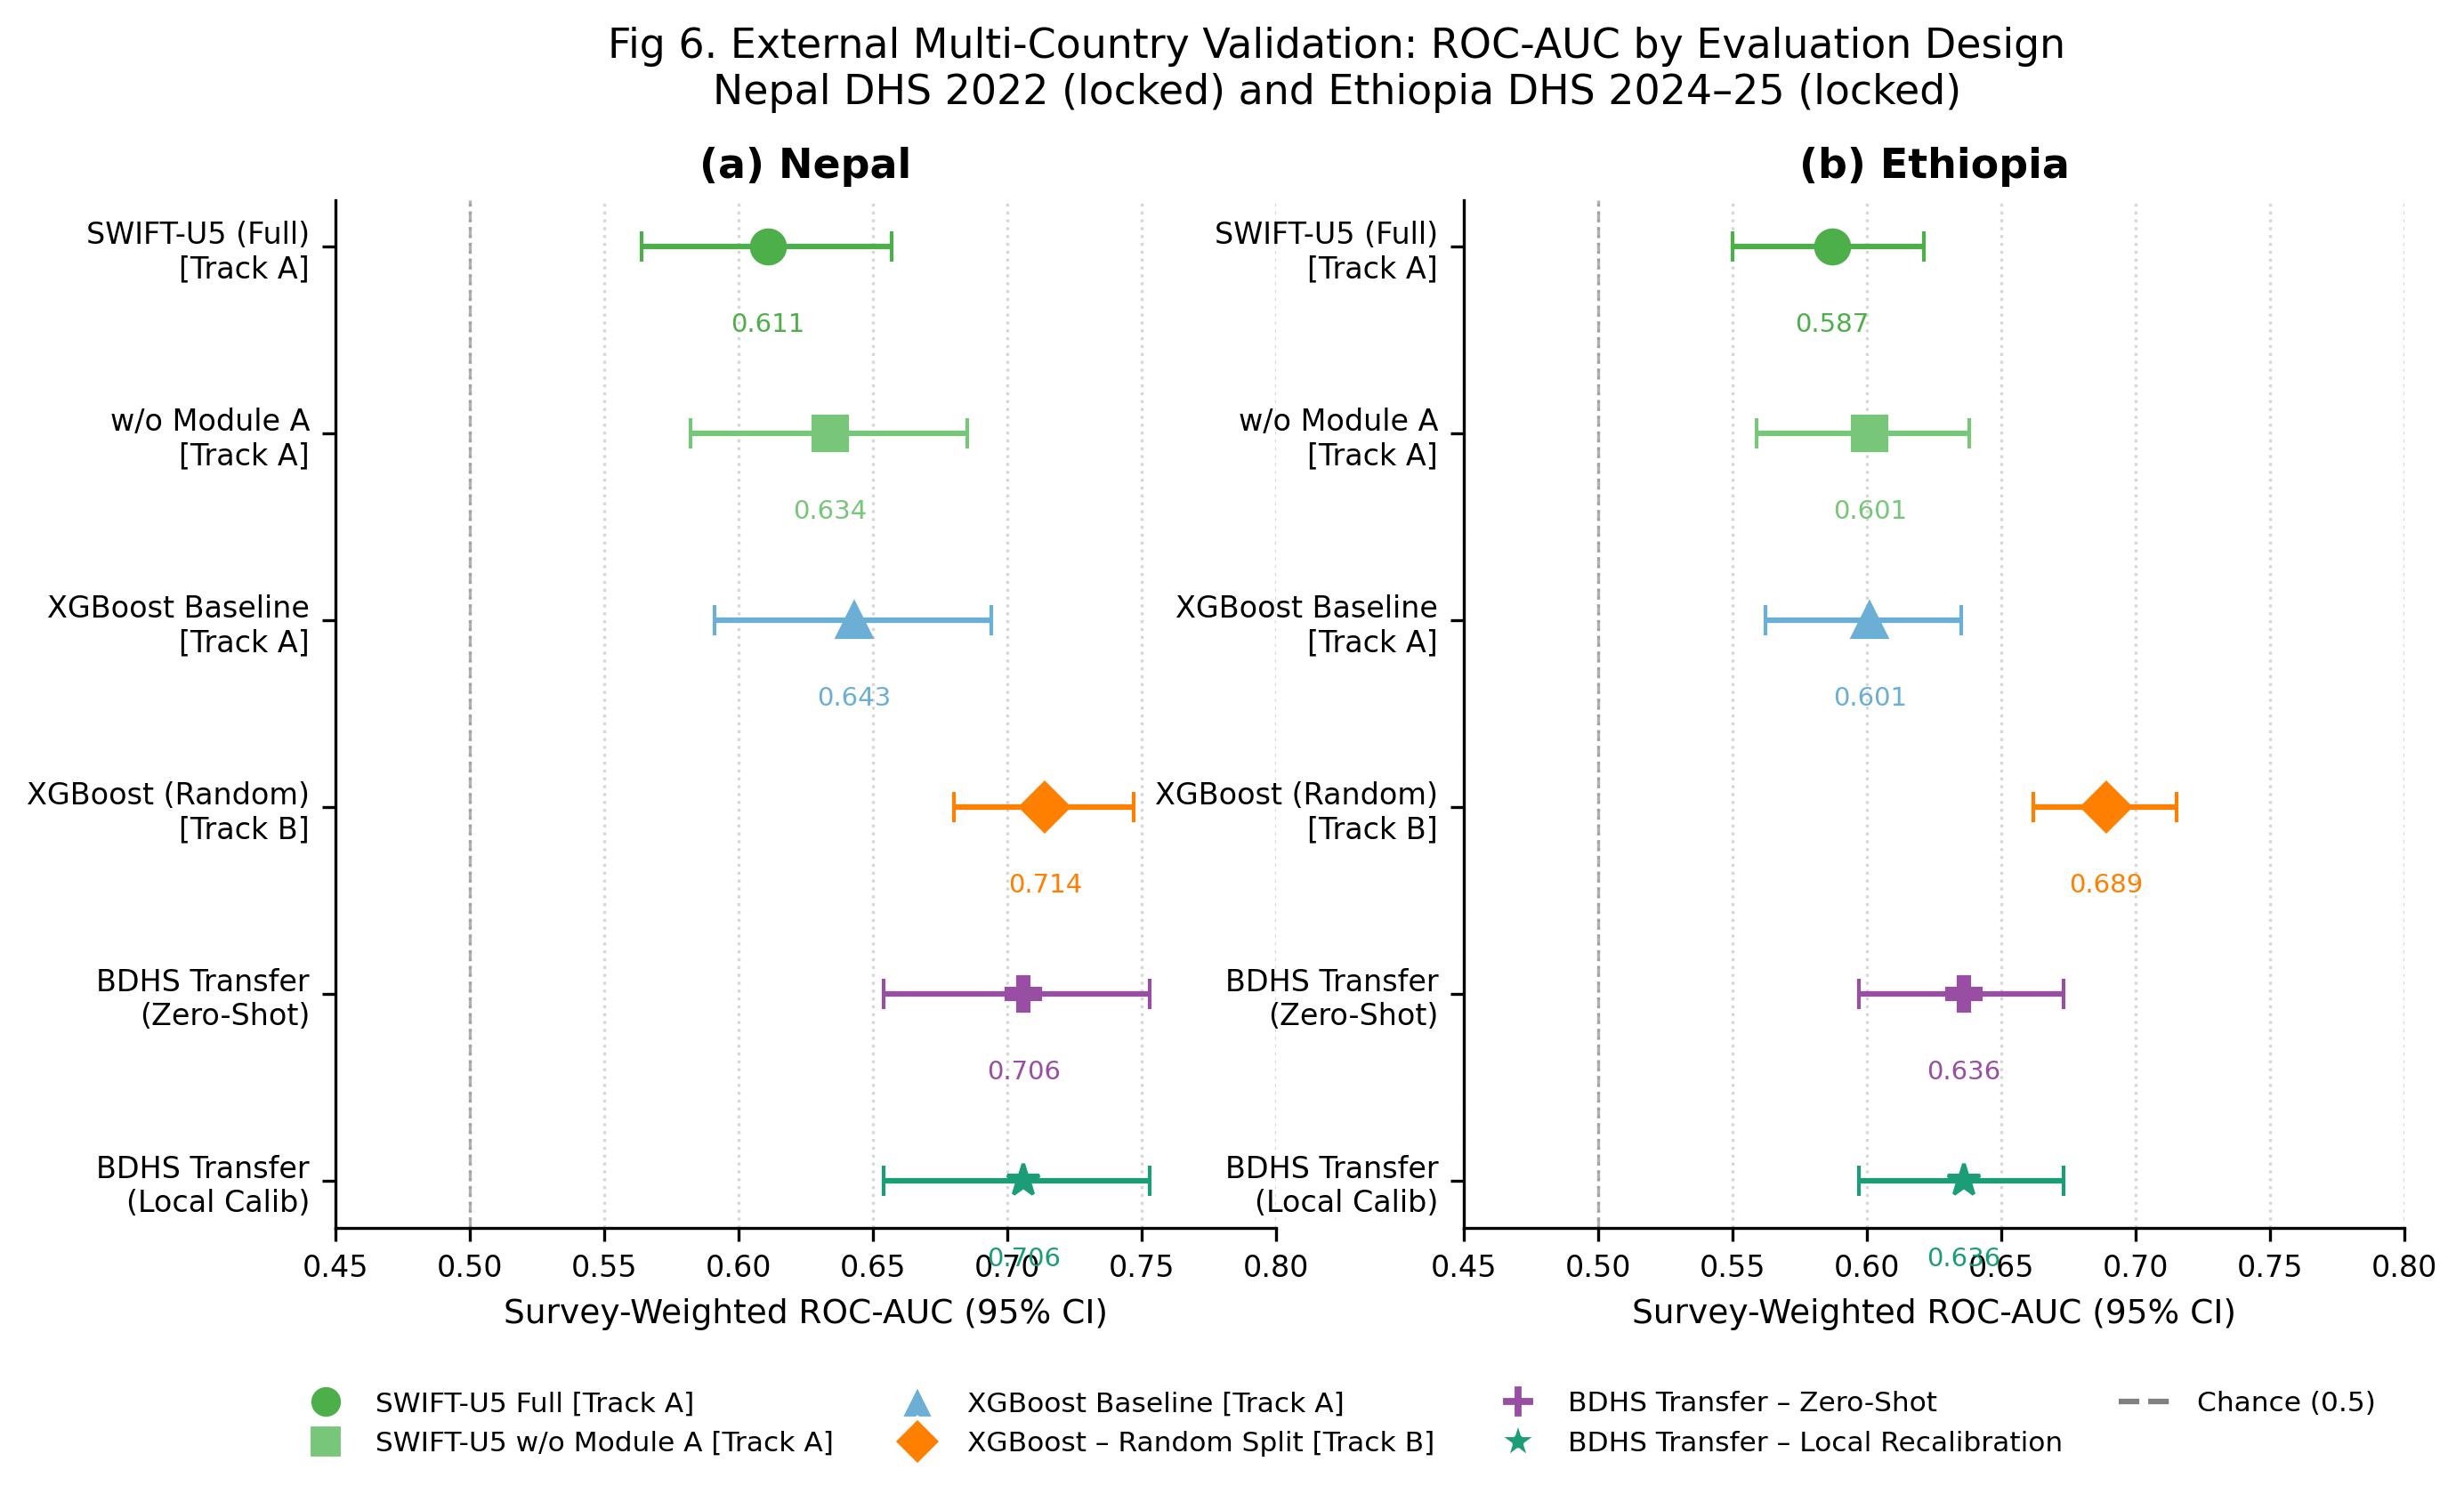 Fig 6. External Multi-Country Validation: ROC-AUC by Evaluation Design
Nepal DHS 2022 (locked) and Ethiopia DHS 2024–25 (locked)
(a) Nepal
SWIFT-U5 (Full)
[Track A]
0.611
w/o Module A
[Track A]
0.634
XGBoost Baseline
[Track A]
0.643
XGBoost (Random)
[Track B]
0.714
BDHS Transfer
(Zero-Shot)
0.706
BDHS Transfer
(Local Calib)
0.706
0.45 0.50 0.55 0.60 0.65 0.70 0.75 0.80
Survey-Weighted ROC-AUC (95% CI)
(b) Ethiopia
SWIFT-U5 (Full)
[Track A]
0.587
w/o Module A
[Track A]
0.601
XGBoost Baseline
[Track A]
0.601
XGBoost (Random)
[Track B]
0.689
BDHS Transfer
(Zero-Shot)
0.636
BDHS Transfer
(Local Calib)
0.636
0.45 0.50 0.55 0.60 0.65 0.70 0.75 0.80
Survey-Weighted ROC-AUC (95% CI)
SWIFT-U5 Full [Track A]
SWIFT-U5 w/o Module A [Track A]
XGBoost Baseline [Track A]
XGBoost – Random Split [Track B]
BDHS Transfer – Zero-Shot
BDHS Transfer – Local Recalibration
Chance (0.5)